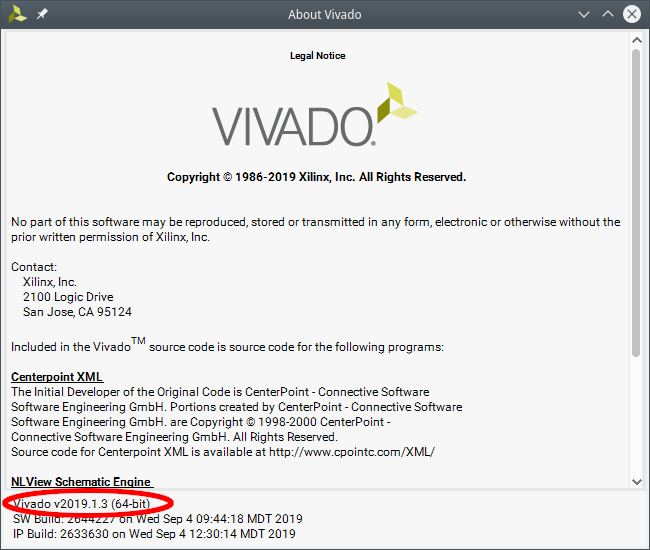 About Vivado
Legal Notice
VIVADO®
Copyright © 1986-2019 Xilinx, Inc. All Rights Reserved.
No part of this software may be reproduced, stored or transmitted in any form, electronic or otherwise without the
prior written permission of Xilinx, Inc.
Contact:
Xilinx, Inc.
2100 Logic Drive
San Jose, CA 95124
Included in the Vivado™ source code is source code for the following programs:
Centerpoint XML
The Initial Developer of the Original Code is CenterPoint - Connective Software
Software Engineering GmbH. Portions created by CenterPoint - Connective Software
Software Engineering GmbH. are Copyright © 1998-2000 CenterPoint -
Connective Software Engineering GmbH. All Rights Reserved.
Source code for Centerpoint XML is available at http://www.cpointc.com/XML/
NLView Schematic Engine
Vivado v2019.1.3 (64-bit)
SW Build: 2644227 on Wed Sep 4 09:44:18 MDT 2019
IP Build: 2633630 on Wed Sep 4 12:30:14 MDT 2019